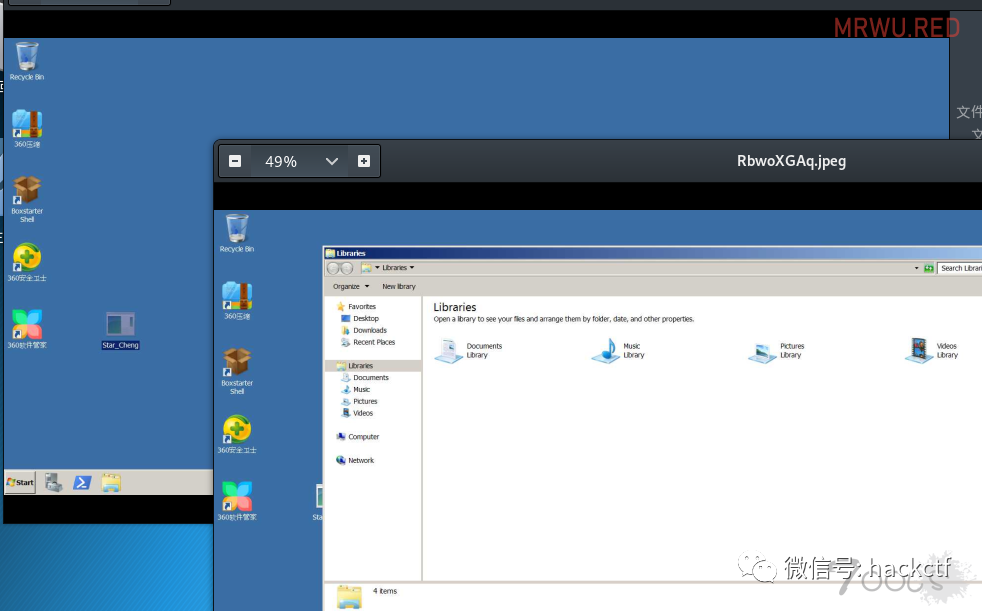 MRWU.RED
Recycle Bin
360压缩
Boxstarter
Shell
360安全卫士
360软件管家
Star_Cheng
Start
文件
49%
RbwoXGAq.jpeg
Recycle Bin
360压缩
Boxstarter
Shell
360安全卫士
360软件管家
Sta
Libraries
Libraries
Search Librar
Organize
New library
Favorites
Desktop
Downloads
Recent Places
Libraries
Documents
Music
Pictures
Videos
Computer
Network
Libraries
Open a library to see your files and arrange them by folder, date, and other properties.
Documents
Library
Music
Library
Pictures
Library
Videos
Library
4 items
微信号: hackctf